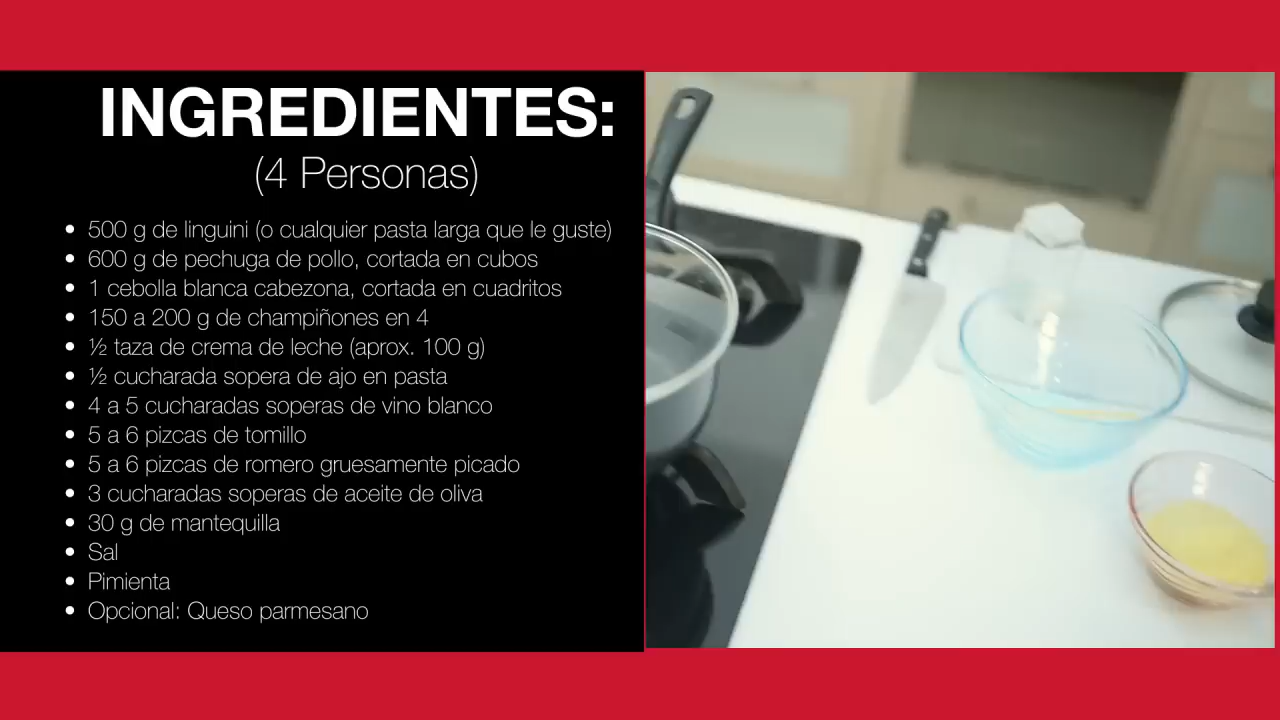 INGREDIENTES:
(4 Personas)
• 500 g de linguini (o cualquier pasta larga que le guste)
• 600 g de pechuga de pollo, cortada en cubos
• 1 cebolla blanca cabezona, cortada en cuadritos
• 150 a 200 g de champiñones en 4
• ½ taza de crema de leche (aprox. 100 g)
• ½ cucharada sopera de ajo en pasta
• 4 a 5 cucharadas soperas de vino blanco
• 5 a 6 pizcas de tomillo
• 5 a 6 pizcas de romero gruesamente picado
• 3 cucharadas soperas de aceite de oliva
• 30 g de mantequilla
• Sal
• Pimienta
• Opcional: Queso parmesano